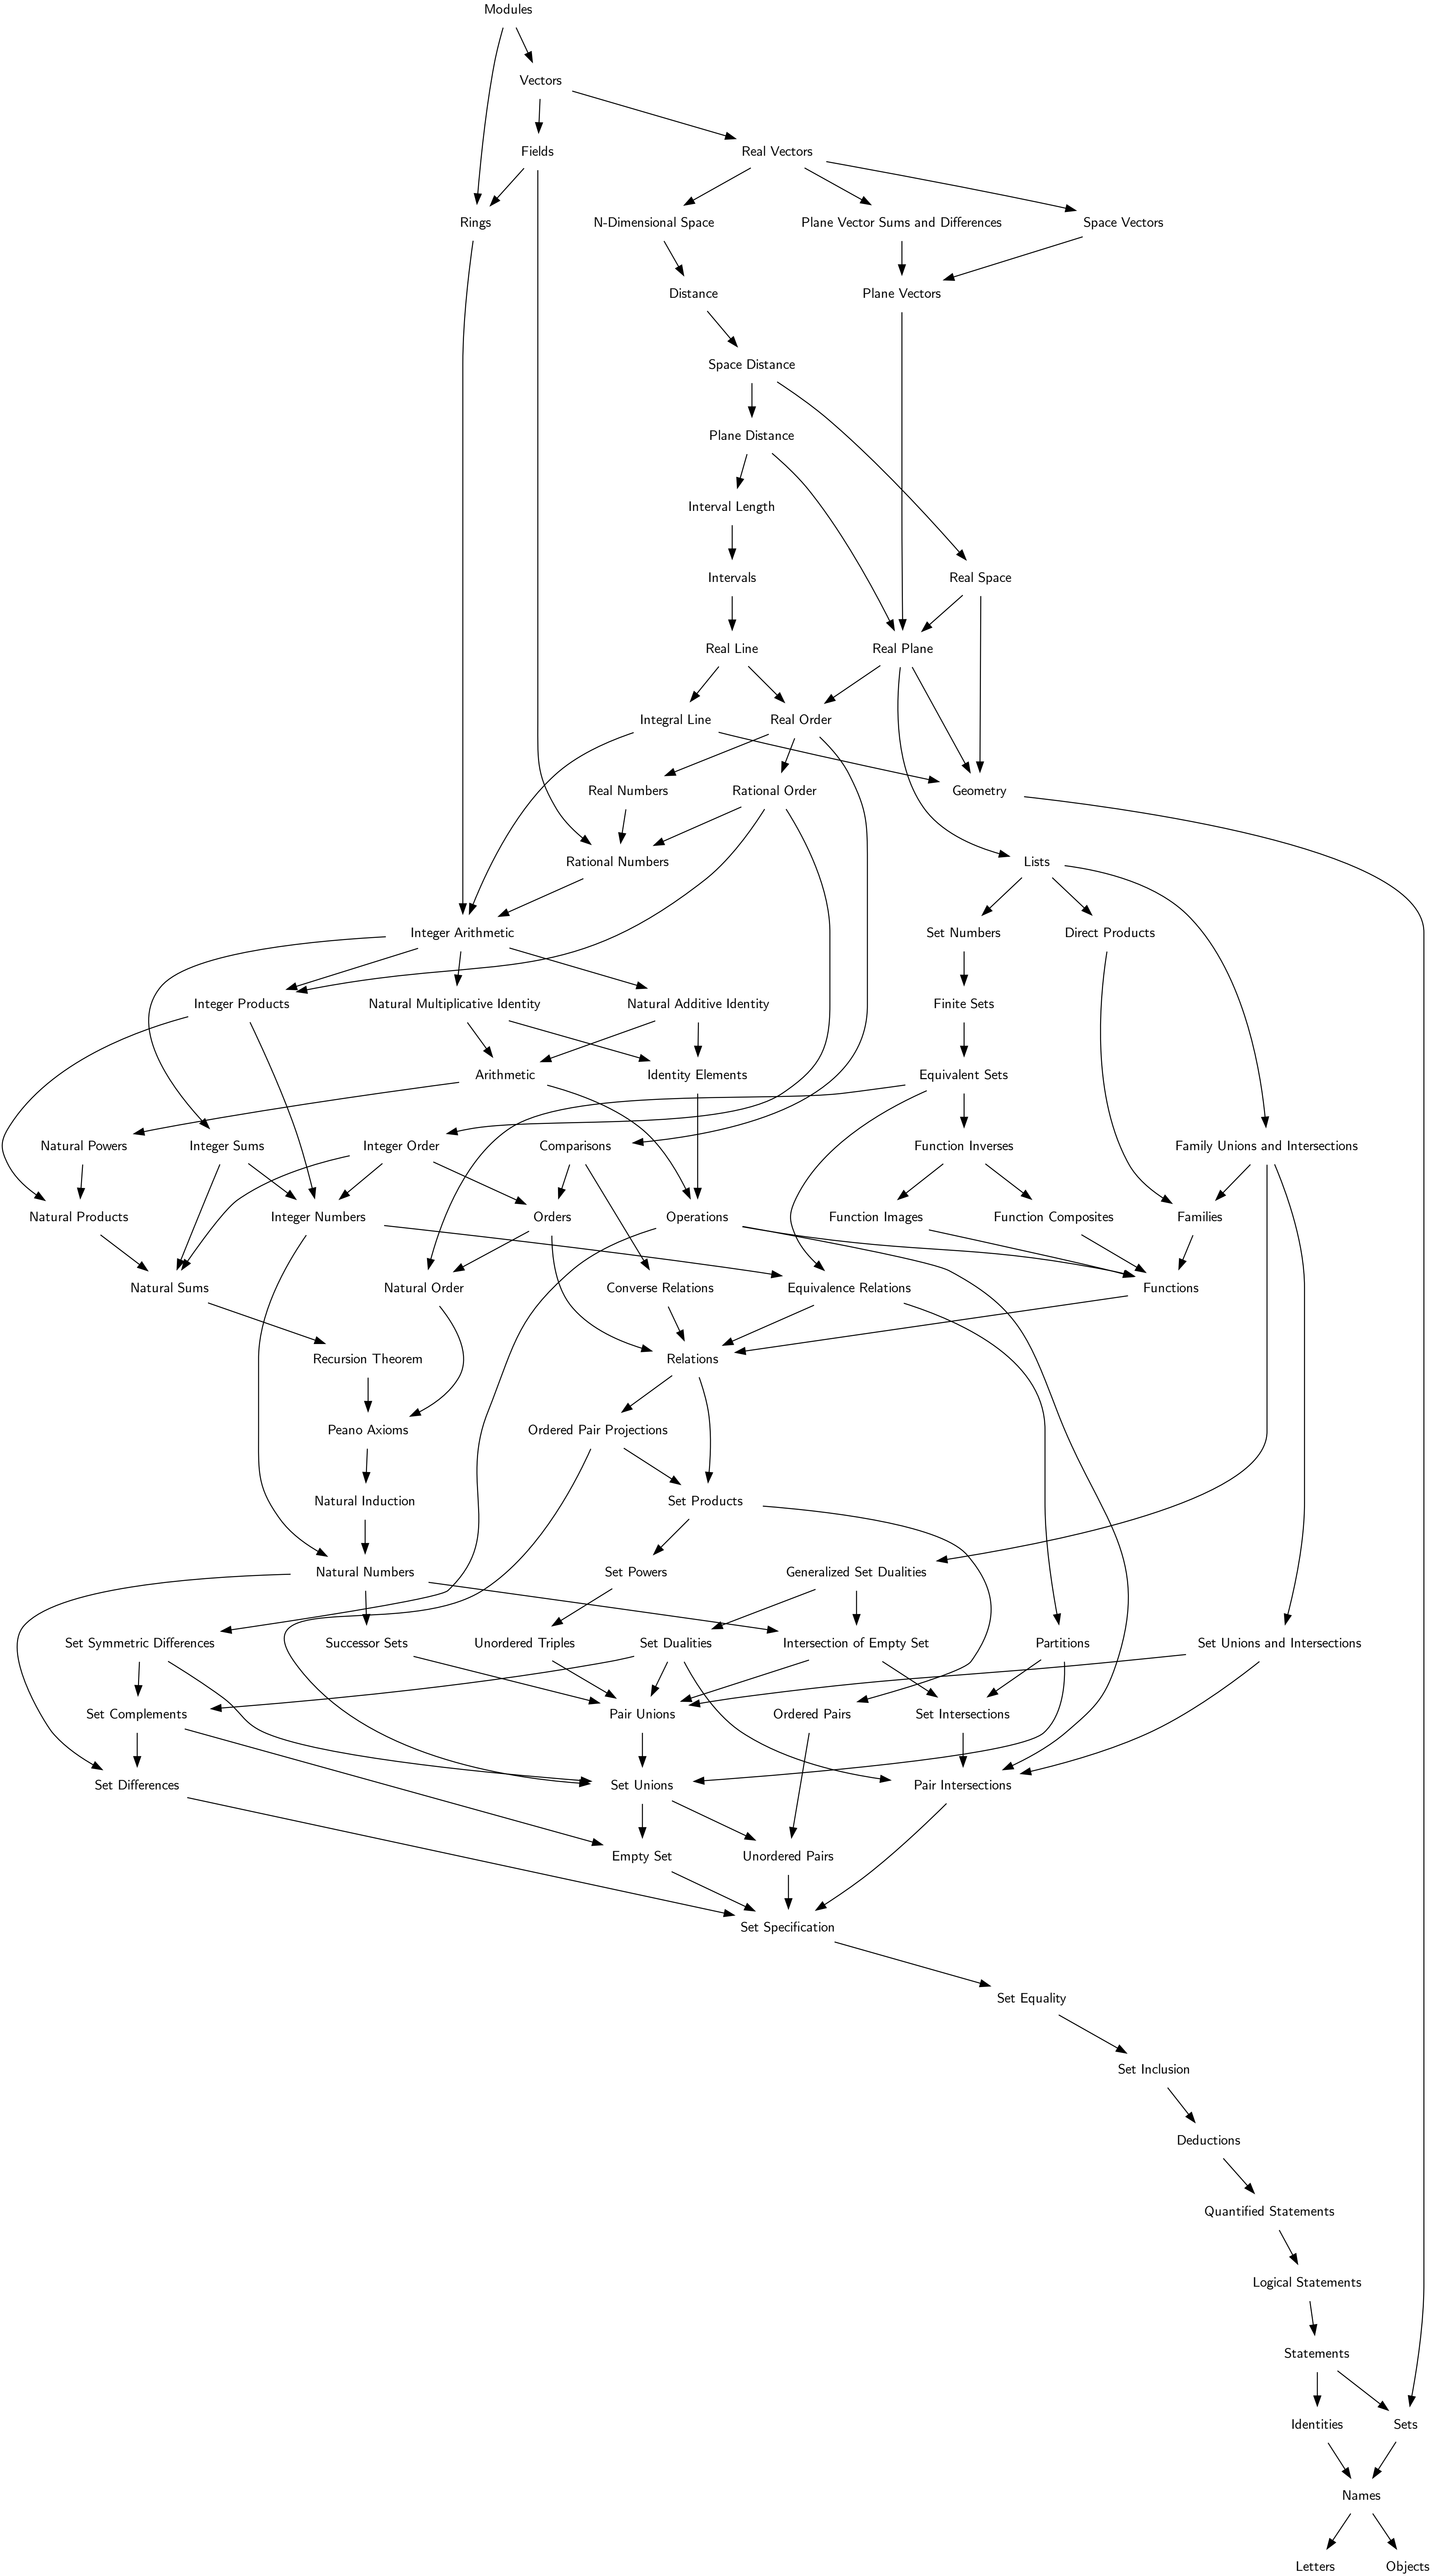 Modules
Vectors
Fields
Real Vectors
Rings
N-Dimensional Space
Plane Vector Sums and Differences
Space Vectors
Distance
Plane Vectors
Space Distance
Plane Distance
Interval Length
Intervals
Real Space
Real Line
Real Plane
Integral Line
Real Order
Real Numbers
Rational Order
Geometry
Rational Numbers
Lists
Integer Arithmetic
Set Numbers
Direct Products
Integer Products
Natural Multiplicative Identity
Natural Additive Identity
Finite Sets
Arithmetic
Identity Elements
Equivalent Sets
Natural Powers
Integer Sums
Integer Order
Comparisons
Function Inverses
Family Unions and Intersections
Natural Products
Integer Numbers
Orders
Operations
Function Images
Function Composites
Families
Natural Sums
Natural Order
Converse Relations
Equivalence Relations
Functions
Recursion Theorem
Relations
Peano Axioms
Ordered Pair Projections
Natural Induction
Set Products
Natural Numbers
Set Powers
Generalized Set Dualities
Set Symmetric Differences
Successor Sets
Unordered Triples
Set Dualities
Intersection of Empty Set
Partitions
Set Unions and Intersections
Set Complements
Pair Unions
Ordered Pairs
Set Intersections
Set Differences
Set Unions
Pair Intersections
Empty Set
Unordered Pairs
Set Specification
Set Equality
Set Inclusion
Deductions
Quantified Statements
Logical Statements
Statements
Identities
Sets
Names
Letters
Objects